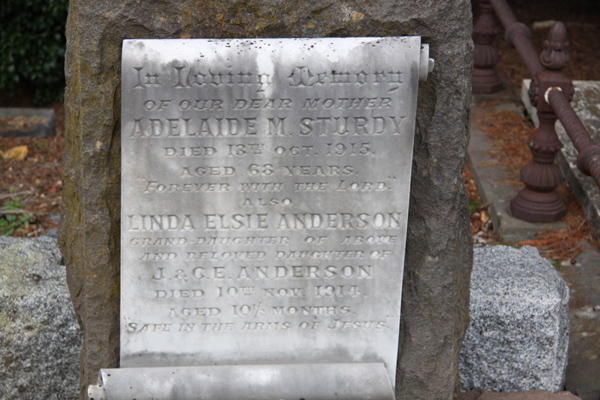 In Loving Memory
OF OUR DEAR MOTHER
ADELAIDE M. STURDY
DIED 13TH OCT. 1915.
AGED 68 YEARS.
"FOREVER WITH THE LORD."
ALSO
LINDA ELSIE ANDERSON
GRAND-DAUGHTER OF ABOVE
AND BELOVED DAUGHTER OF
J. & C.E. ANDERSON
DIED 10TH NOV. 1914.
AGED 10½ MONTHS.
"SAFE IN THE ARMS OF JESUS."